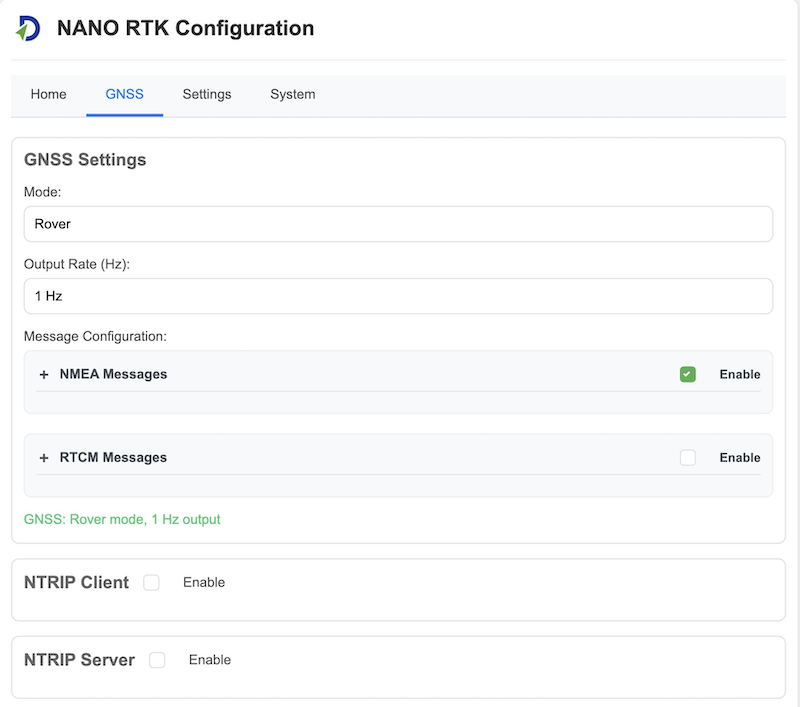 NANO RTK Configuration
Home GNSS Settings System
GNSS Settings
Mode:
Rover
Output Rate (Hz):
1 Hz
Message Configuration:
+ NMEA Messages Enable
+ RTCM Messages Enable
GNSS: Rover mode, 1 Hz output
NTRIP Client Enable
NTRIP Server Enable